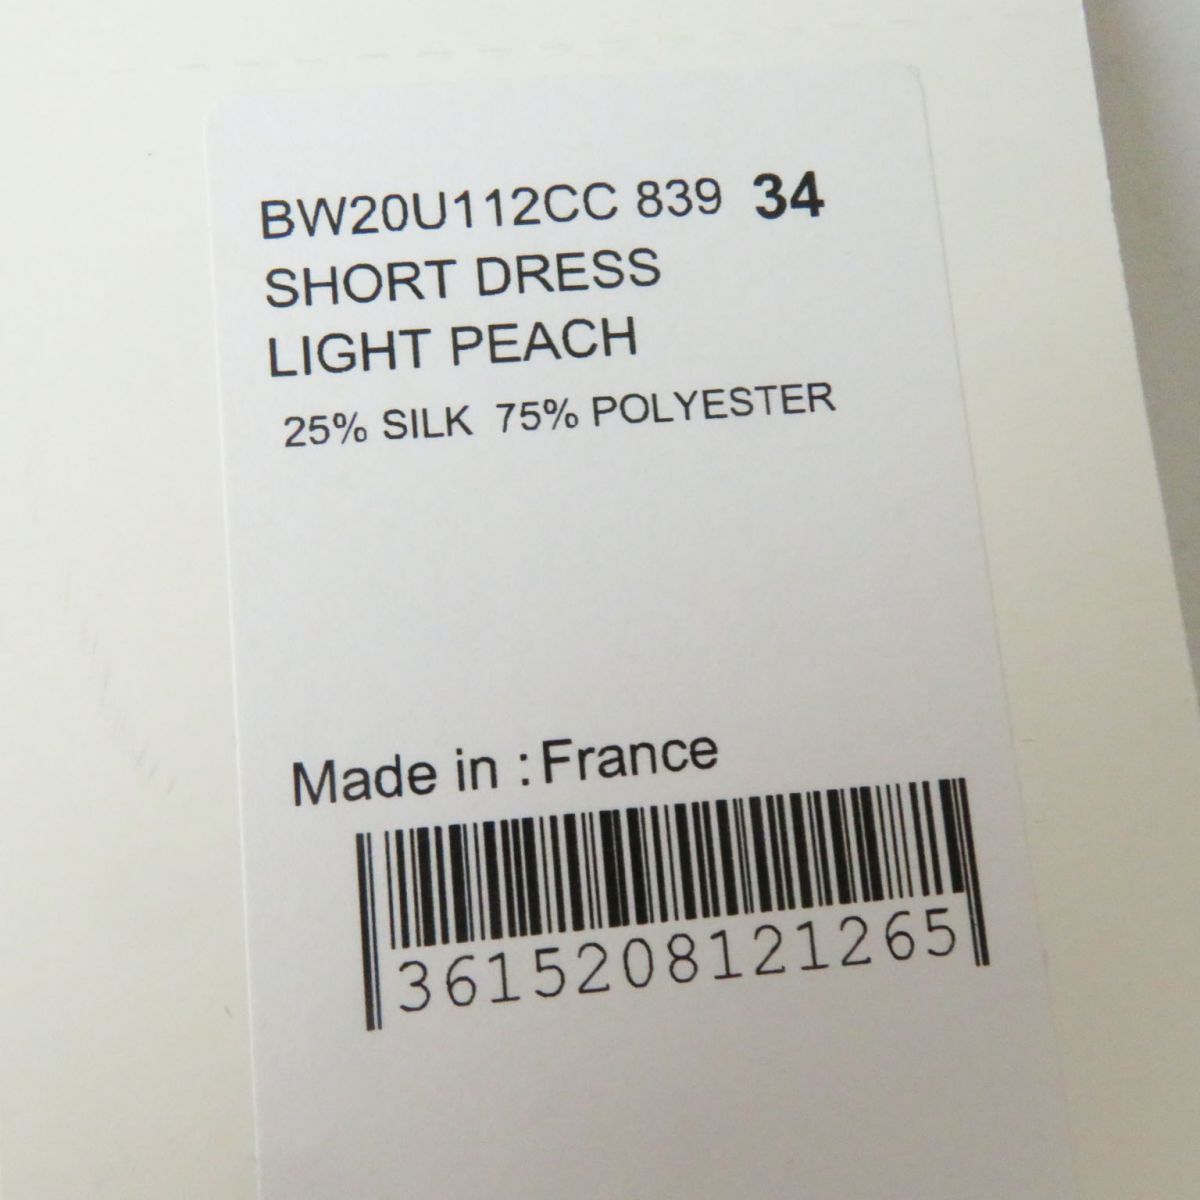 BW20U112CC 839 34
SHORT DRESS
LIGHT PEACH
25% SILK 75% POLYESTER
Made in : France
3615208121265